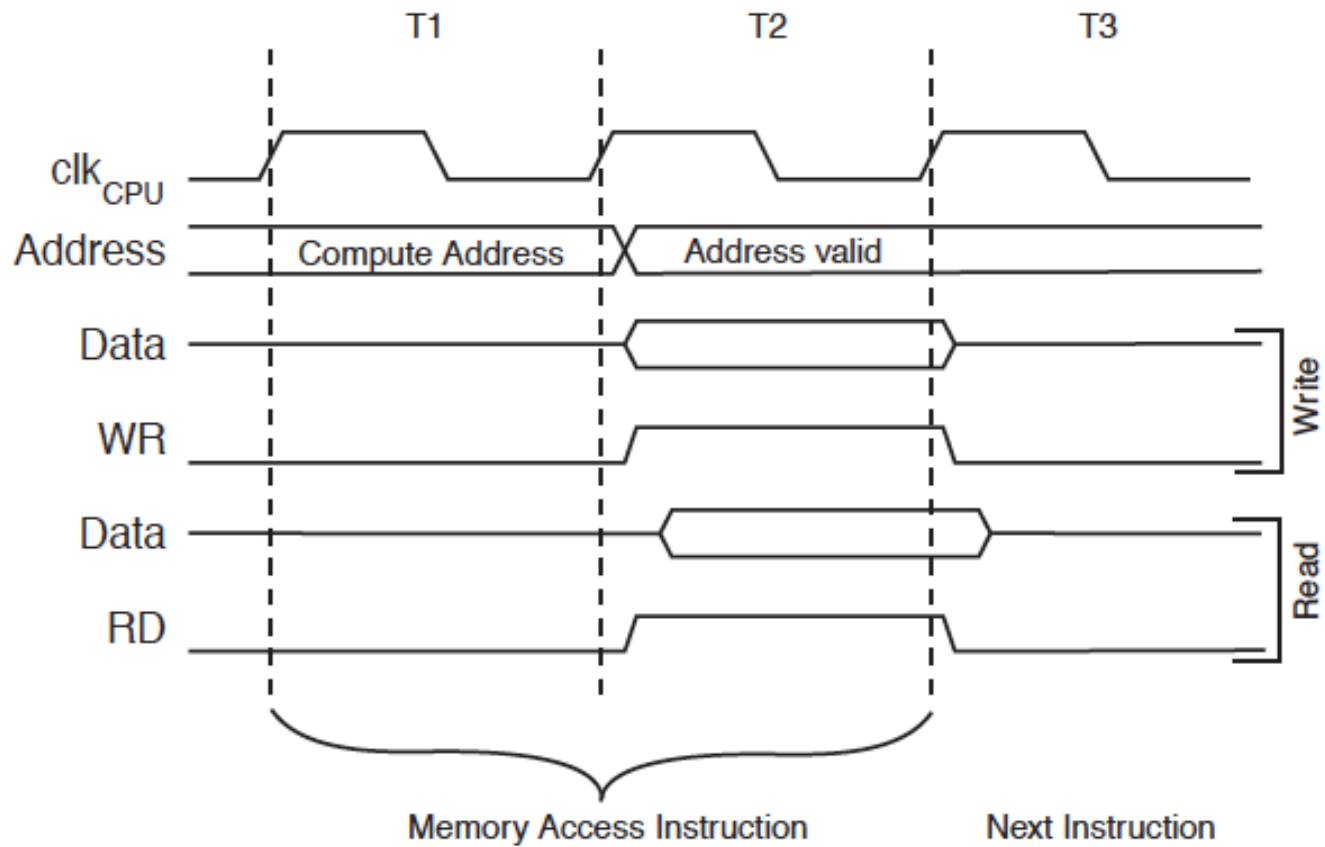 T1 T2 T3
clkCPU
Address Compute Address Address valid
Data
WR
Write
Data
RD
Read
Memory Access Instruction Next Instruction